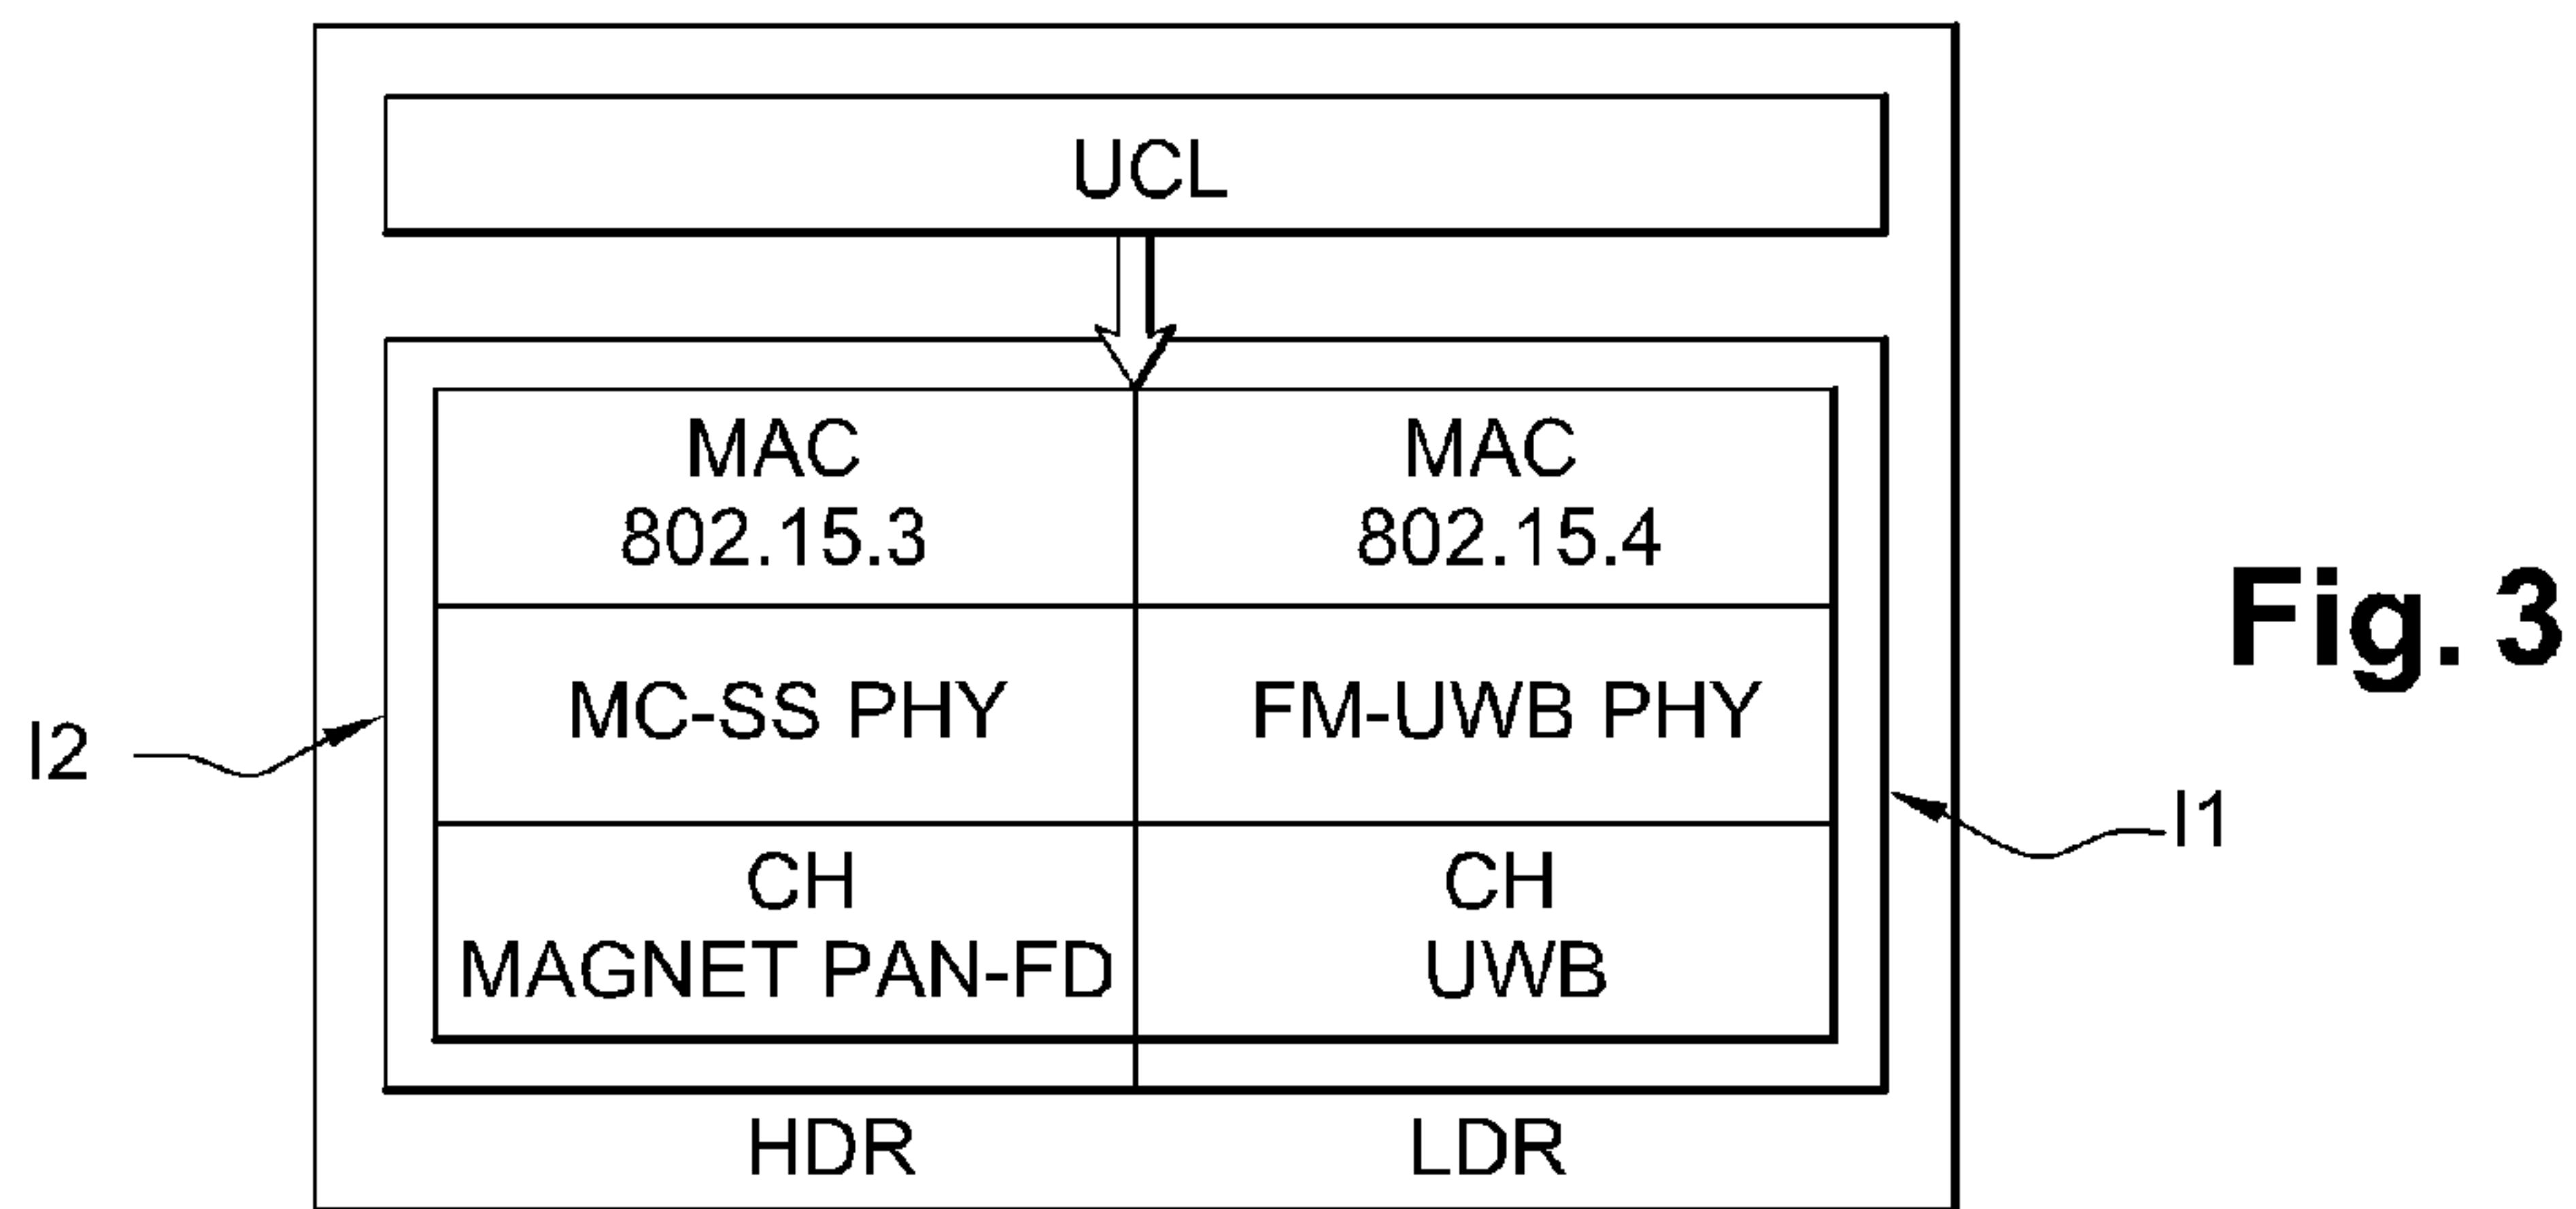 UCL
MAC
802.15.3
MAC
802.15.4
MC-SS PHY
FM-UWB PHY
CH
MAGNET PAN-FD
CH
UWB
HDR
LDR
I2
I1
Fig. 3